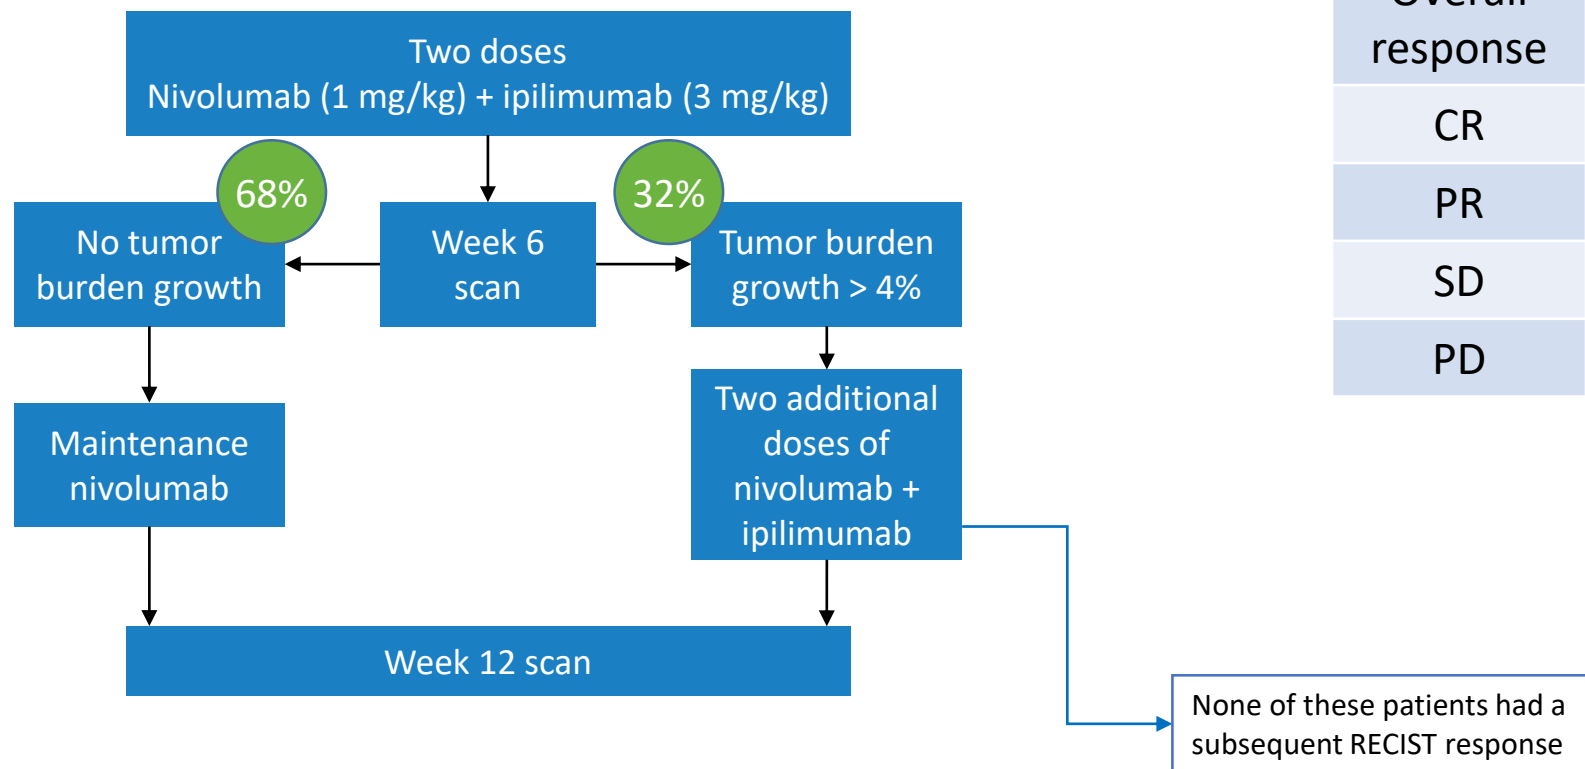 Two doses
Nivolumab (1 mg/kg) + ipilimumab (3 mg/kg)
68%
32%
No tumor
burden growth
Week 6
scan
Tumor burden
growth > 4%
Maintenance
nivolumab
Two additional
doses of
nivolumab +
ipilimumab
Week 12 scan
None of these patients had a
subsequent RECIST response
Overall
response
CR
PR
SD
PD